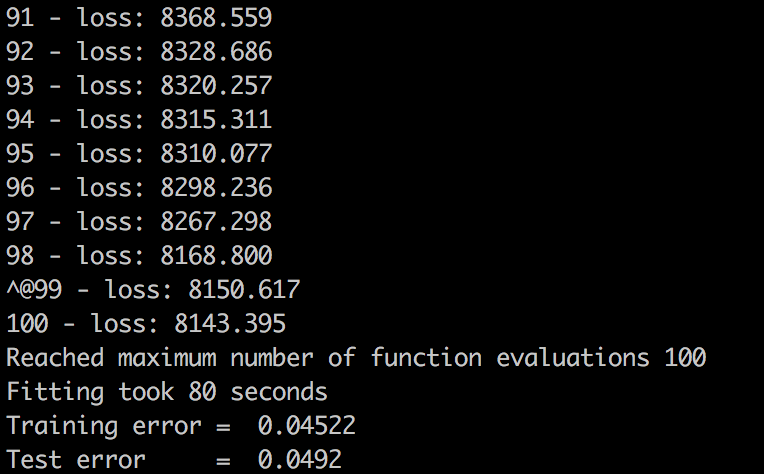 91 - loss: 8368.559
92 - loss: 8328.686
93 - loss: 8320.257
94 - loss: 8315.311
95 - loss: 8310.077
96 - loss: 8298.236
97 - loss: 8267.298
98 - loss: 8168.800
^@99 - loss: 8150.617
100 - loss: 8143.395
Reached maximum number of function evaluations 100
Fitting took 80 seconds
Training error =  0.04522
Test error     =  0.0492